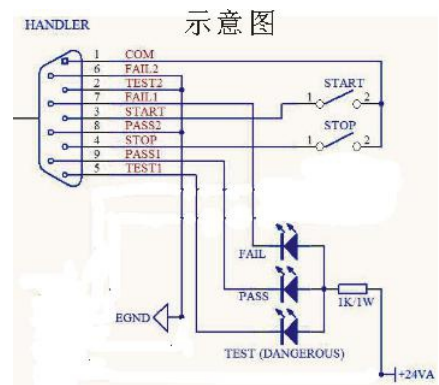 示意图
HANDLER
1 COM
6 FAIL2
2 TEST2
7 FAIL1
3 START
8 PASS2
4 STOP
9 PASS1
5 TEST1
START
1 2
STOP
1 2
FAIL
PASS
1K/1W
EGND
TEST (DANGEROUS)
+24VA